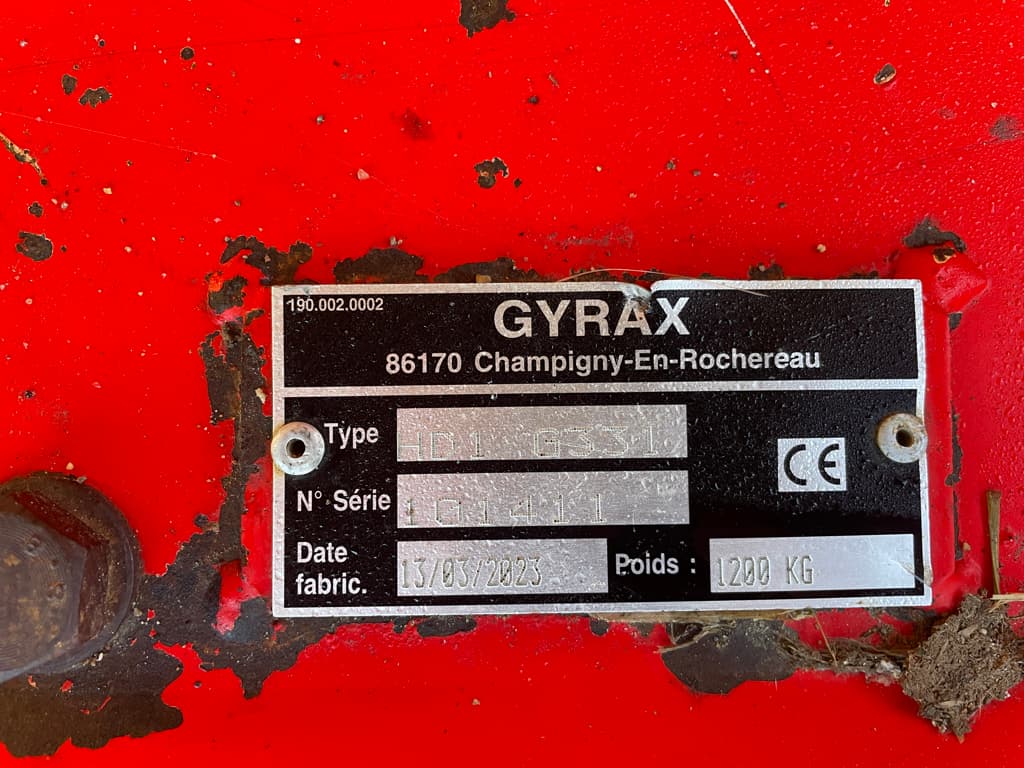 190.002.0002
GYRAX
86170 Champigny-En-Rochereau
Type HD1 G331
N° Série 101411
CE
Date fabric. 13/03/2023 Poids : 1200 KG